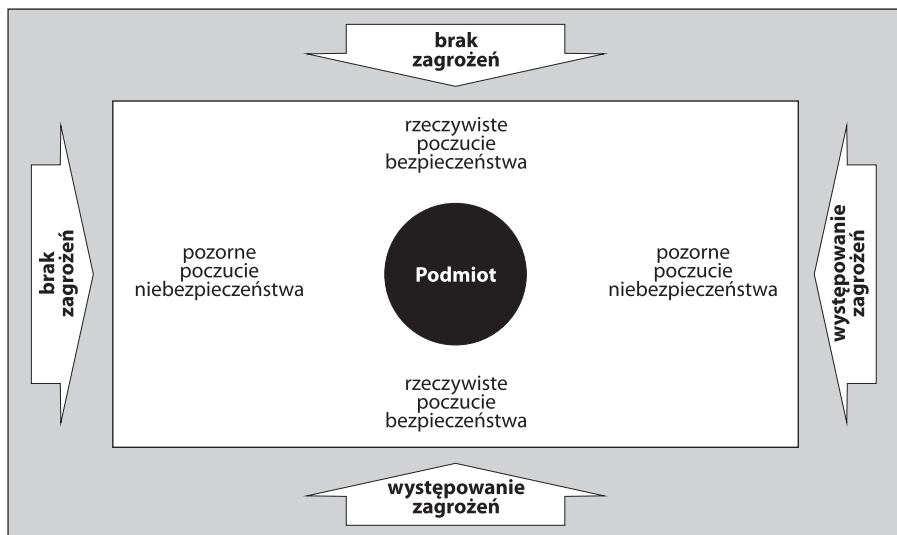 brak
zagrożeń
rzeczywiste
poczucie
bezpieczeństwa
brak
zagrożeń
pozorne
poczucie
niebezpieczeństwa
Podmiot
pozorne
poczucie
niebezpieczeństwa
występowanie
zagrożeń
rzeczywiste
poczucie
bezpieczeństwa
występowanie
zagrożeń